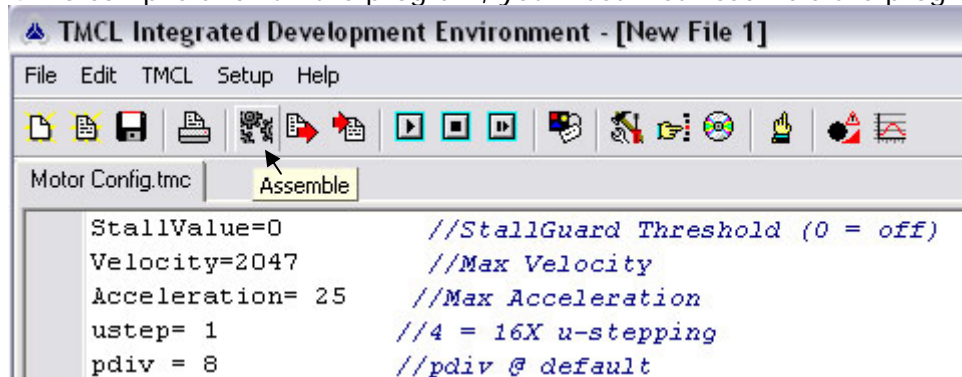 TMCL Integrated Development Environment - [New File 1]
File Edit TMCL Setup Help
Motor Config.tmc
Assemble
StallValue=0 //StallGuard Threshold (0 = off)
Velocity=2047 //Max Velocity
Acceleration= 25 //Max Acceleration
ustep= 1 //4 = 16X u-stepping
pdiv = 8 //pdiv @ default